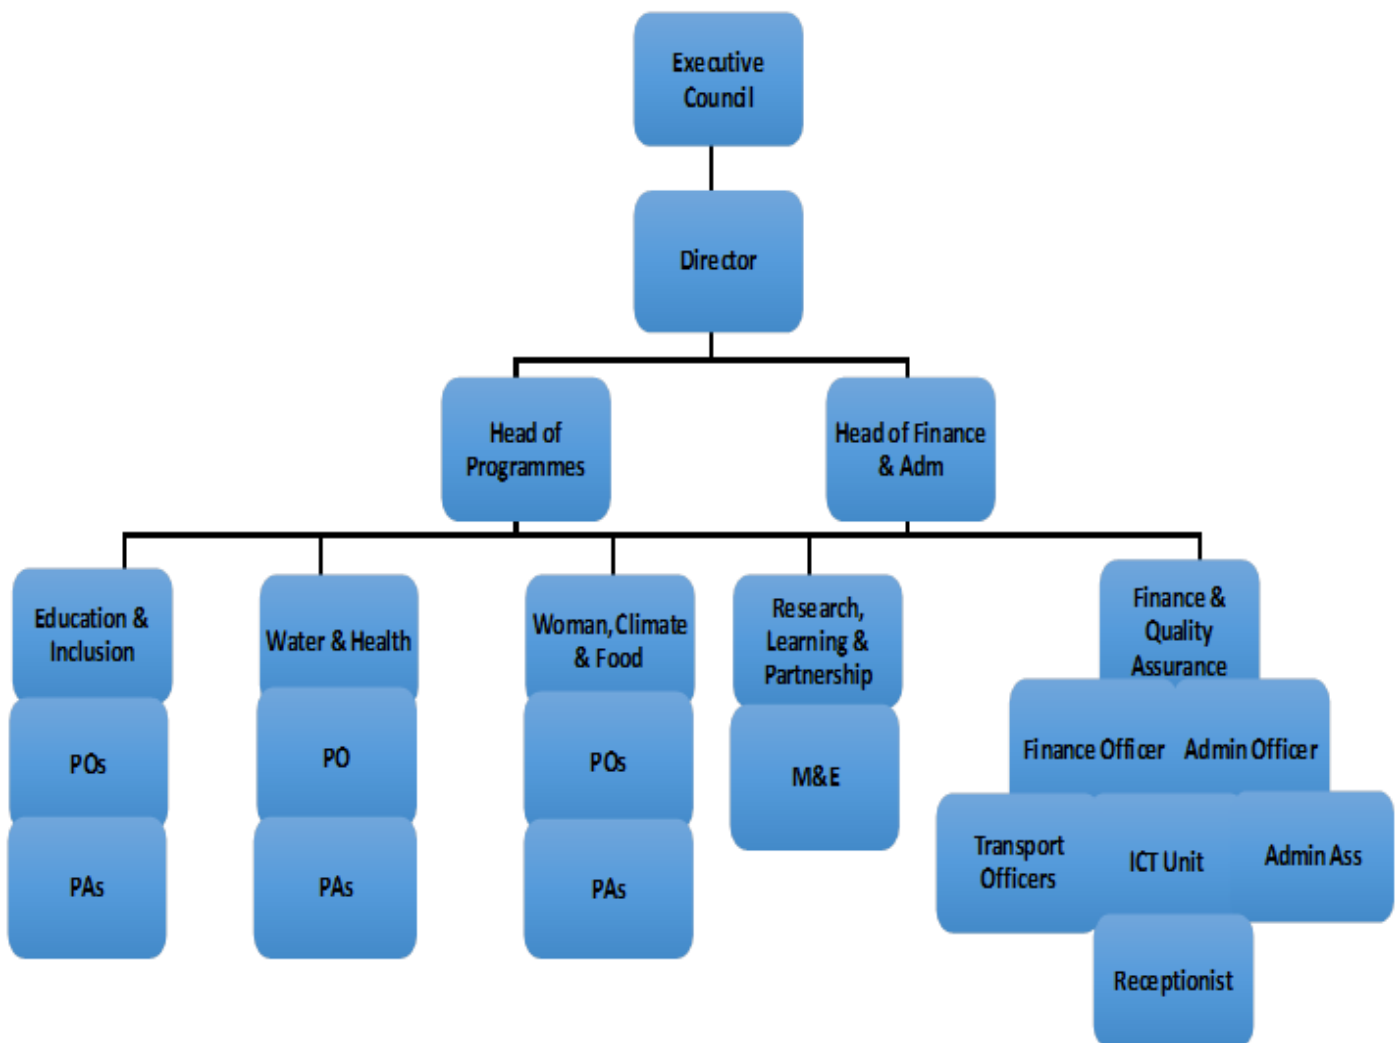 Executive
Council
Director
Head of
Programmes
Head of Finance
& Adm
Education &
Inclusion
Water & Health
Woman, Climate
& Food
Research,
Learning &
Partnership
Finance &
Quality
Assurance
POs
PO
POs
M&E
Finance Officer
Admin Officer
PAs
PAs
PAs
Transport
Officers
ICT Unit
Admin Ass
Receptionist